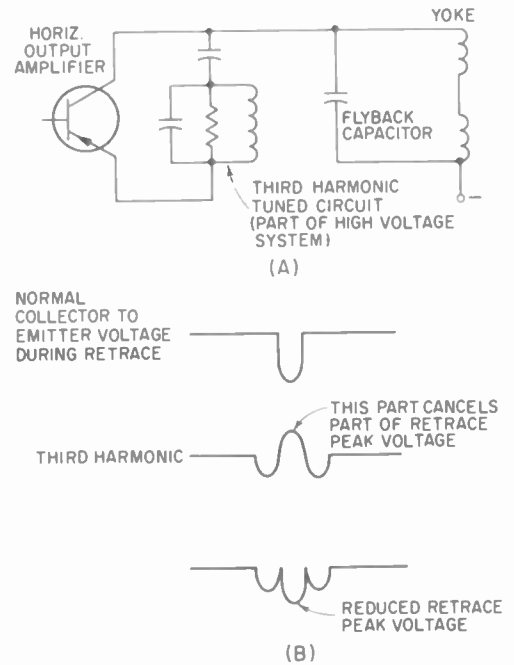 HORIZ.
OUTPUT
AMPLIFIER
YOKE
FLYBACK
CAPACITOR
THIRD HARMONIC
TUNED CIRCUIT
(PART OF HIGH VOLTAGE
SYSTEM)
−
(A)
NORMAL
COLLECTOR TO
EMITTER VOLTAGE
DURING RETRACE
THIS PART CANCELS
PART OF RETRACE
PEAK VOLTAGE
THIRD HARMONIC
REDUCED RETRACE
PEAK VOLTAGE
(B)